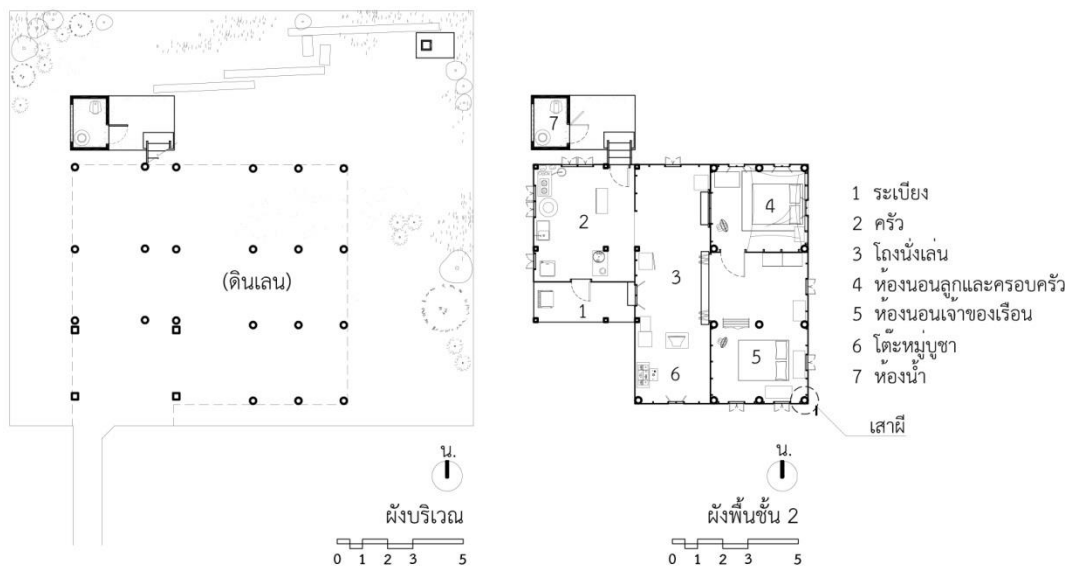 (ดินเลน)
น.
ผังบริเวณ
0 1 2 3 5
7
2
4
3
1
5
6
1 ระเบียง
2 ครัว
3 โถงนั่งเล่น
4 ห้องนอนลูกและครอบครัว
5 ห้องนอนเจ้าของเรือน
6 โต๊ะหมู่บูชา
7 ห้องน้ำ
เสาผี
น.
ผังพื้นชั้น 2
0 1 2 3 5